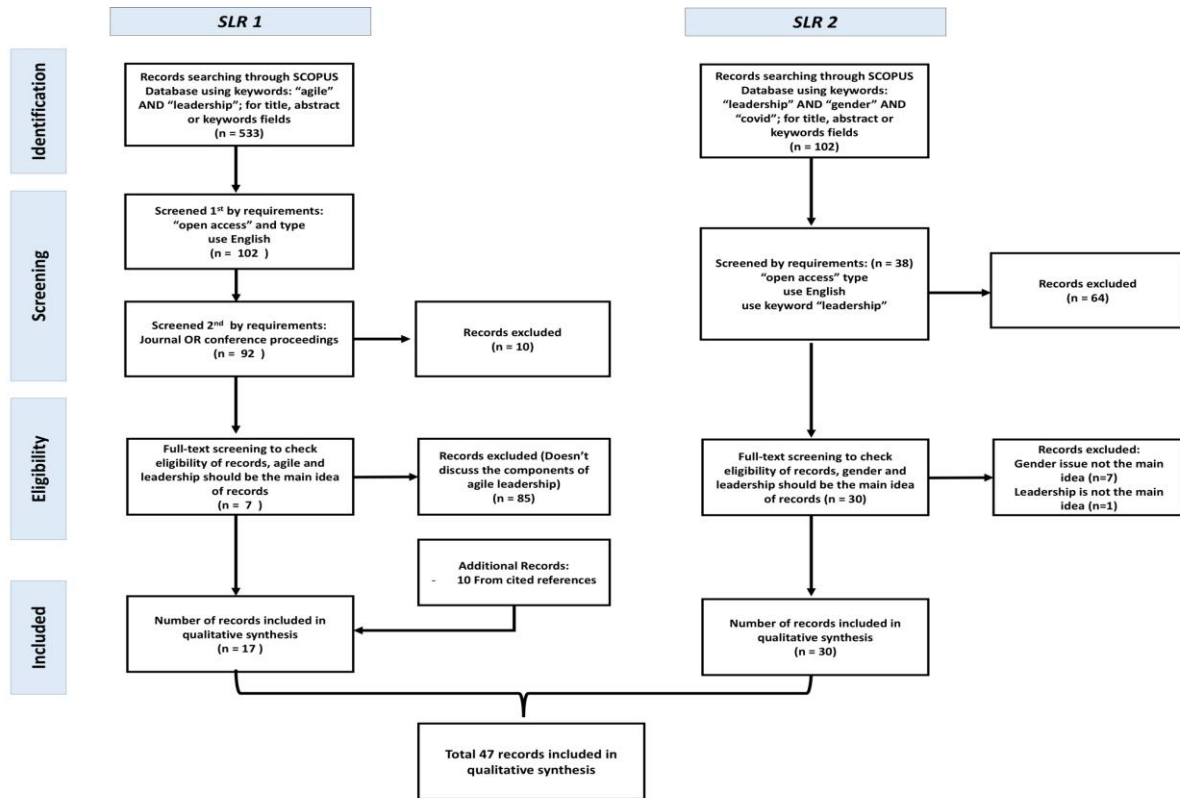 SLR 1
SLR 2
Identification
Records searching through SCOPUS
Database using keywords: “agile”
AND “leadership”; for title, abstract
or keywords fields
(n = 533)
Records searching through SCOPUS
Database using keywords:
“leadership” AND “gender” AND
“covid”; for title, abstract or
keywords fields
(n = 102)
Screening
Screened 1st by requirements:
“open access” and type
use English
(n = 102 )
Screened 2nd by requirements:
Journal OR conference proceedings
(n = 92 )
Records excluded
(n = 10)
Screened by requirements: (n = 38)
“open access” type
use English
use keyword “leadership”
Records excluded
(n = 64)
Eligibility
Full-text screening to check
eligibility of records, agile and
leadership should be the main idea
of records
(n = 7 )
Records excluded (Doesn’t
discuss the components of
agile leadership)
(n = 85)
Full-text screening to check
eligibility of records, gender and
leadership should be the main idea
of records (n = 30)
Records excluded:
Gender issue not the main
idea (n=7)
Leadership is not the main
idea (n=1)
Additional Records:
- 10 From cited references
Included
Number of records included in
qualitative synthesis
(n = 17 )
Number of records included in
qualitative synthesis
(n = 30)
Total 47 records included in
qualitative synthesis